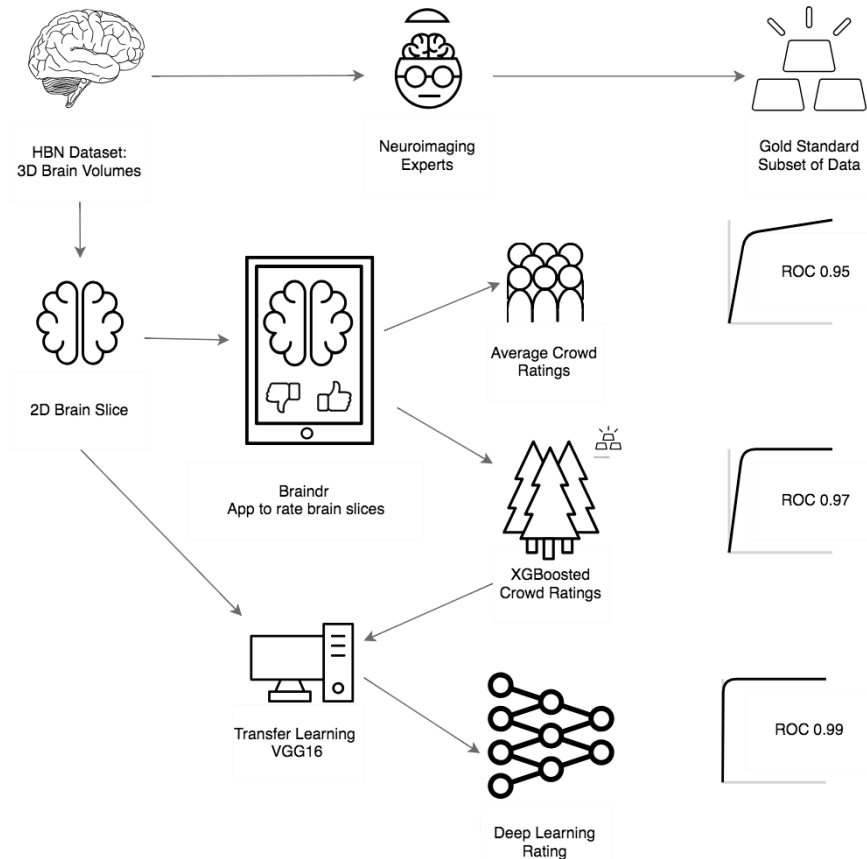 HBN Dataset:
3D Brain Volumes
Neuroimaging
Experts
Gold Standard
Subset of Data
2D Brain Slice
Braindr
App to rate brain slices
Average Crowd
Ratings
ROC 0.95
XGBoosted
Crowd Ratings
ROC 0.97
Transfer Learning
VGG16
Deep Learning
Rating
ROC 0.99